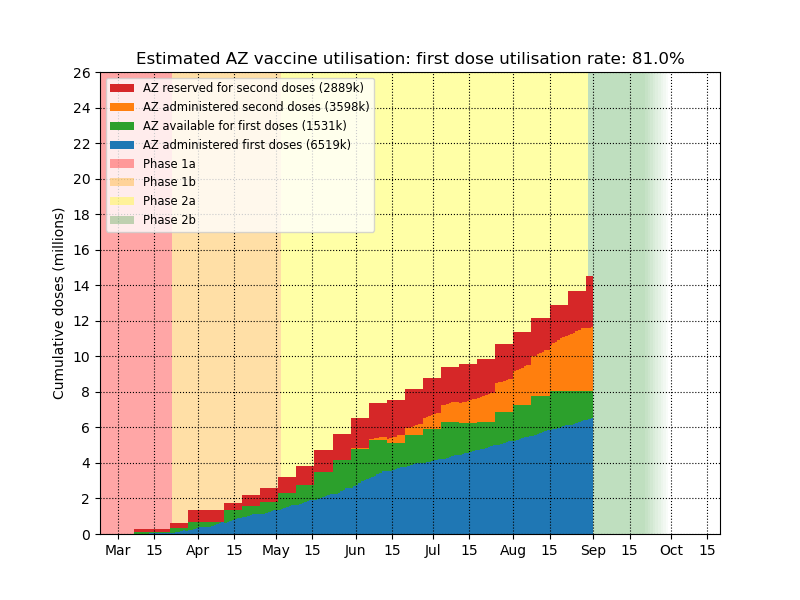 Estimated AZ vaccine utilisation: first dose utilisation rate: 81.0%
26
24
22
20
18
16
14
12
10
8
6
4
2
0
Cumulative doses (millions)
AZ reserved for second doses (2889k)
AZ administered second doses (3598k)
AZ available for first doses (1531k)
AZ administered first doses (6519k)
Phase 1a
Phase 1b
Phase 2a
Phase 2b
Mar 15 Apr 15 May 15 Jun 15 Jul 15 Aug 15 Sep 15 Oct 15